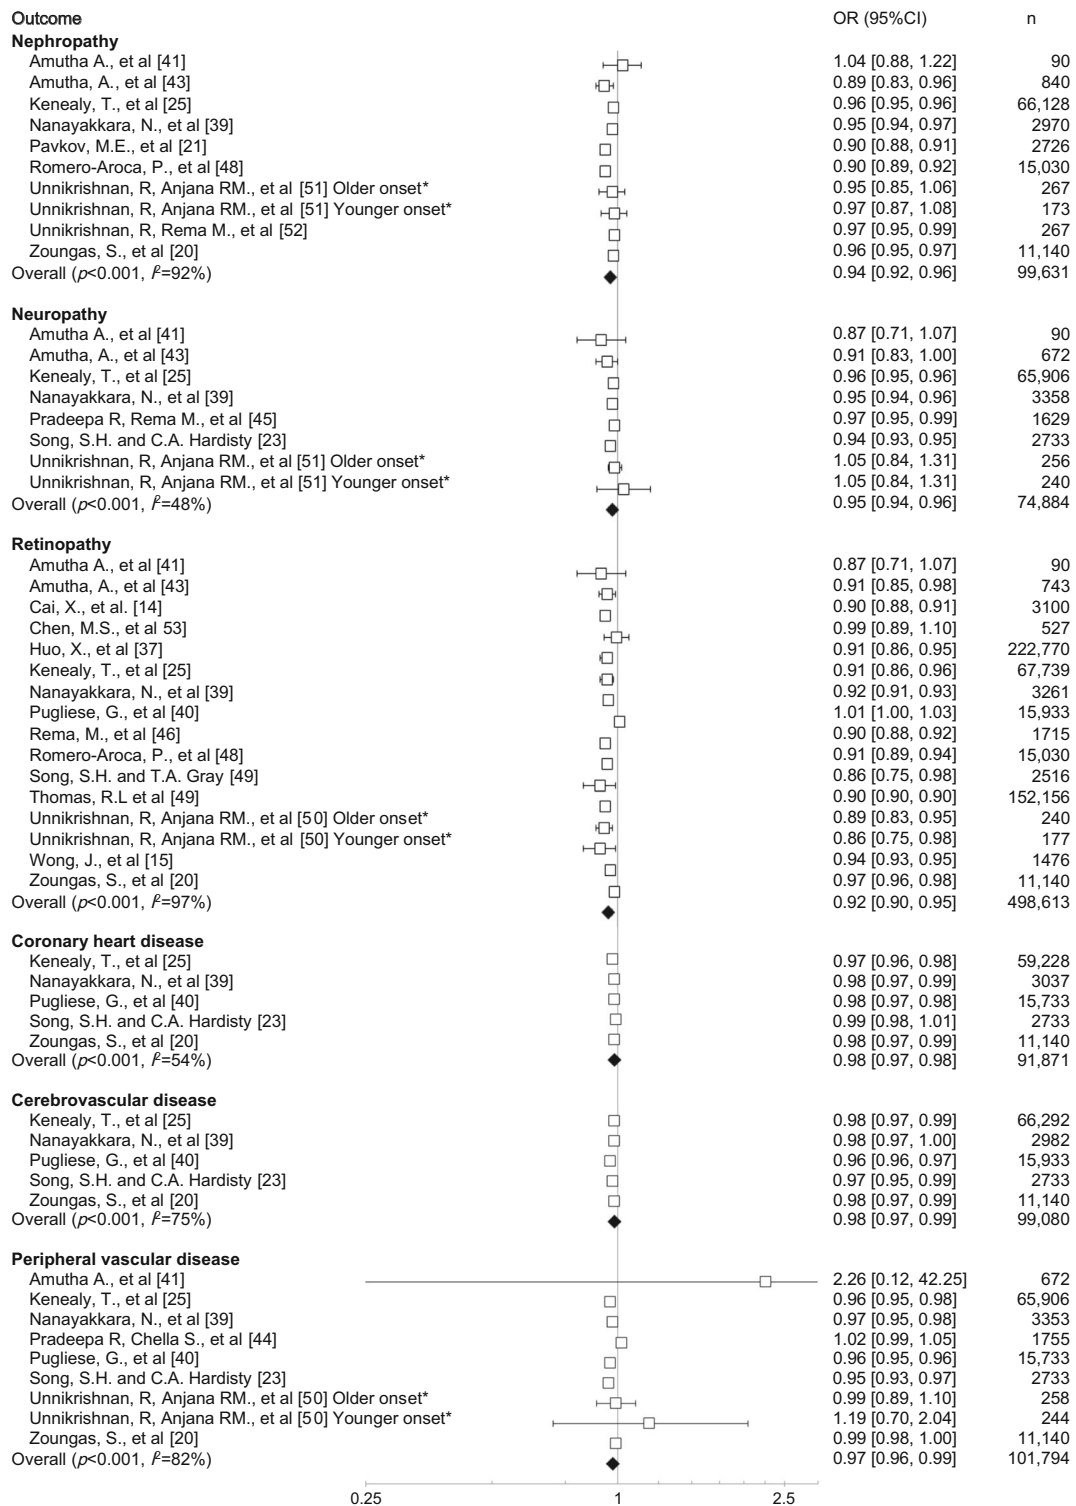 Outcome OR (95%CI) n
Nephropathy
Amutha A., et al [41] 1.04 [0.88, 1.22] 90
Amutha, A., et al [43] 0.89 [0.83, 0.96] 840
Kenealy, T., et al [25] 0.96 [0.95, 0.96] 66,128
Nanayakkara, N., et al [39] 0.95 [0.94, 0.97] 2970
Pavkov, M.E., et al [21] 0.90 [0.88, 0.91] 2726
Romero-Aroca, P., et al [48] 0.90 [0.89, 0.92] 15,030
Unnikrishnan, R, Anjana RM., et al [51] Older onset* 0.95 [0.85, 1.06] 267
Unnikrishnan, R, Anjana RM., et al [51] Younger onset* 0.97 [0.87, 1.08] 173
Unnikrishnan, R, Rema M., et al [52] 0.97 [0.95, 0.99] 267
Zoungas, S., et al [20] 0.96 [0.95, 0.97] 11,140
Overall (p<0.001, I²=92%) 0.94 [0.92, 0.96] 99,631
Neuropathy
Amutha A., et al [41] 0.87 [0.71, 1.07] 90
Amutha, A., et al [43] 0.91 [0.83, 1.00] 672
Kenealy, T., et al [25] 0.96 [0.95, 0.96] 65,906
Nanayakkara, N., et al [39] 0.95 [0.94, 0.96] 3358
Pradeepa R, Rema M., et al [45] 0.97 [0.95, 0.99] 1629
Song, S.H. and C.A. Hardisty [23] 0.94 [0.93, 0.95] 2733
Unnikrishnan, R, Anjana RM., et al [51] Older onset* 1.05 [0.84, 1.31] 256
Unnikrishnan, R, Anjana RM., et al [51] Younger onset* 1.05 [0.84, 1.31] 240
Overall (p<0.001, I²=48%) 0.95 [0.94, 0.96] 74,884
Retinopathy
Amutha A., et al [41] 0.87 [0.71, 1.07] 90
Amutha, A., et al [43] 0.91 [0.85, 0.98] 743
Cai, X., et al. [14] 0.90 [0.88, 0.91] 3100
Chen, M.S., et al 53] 0.99 [0.89, 1.10] 527
Huo, X., et al [37] 0.91 [0.86, 0.95] 222,770
Kenealy, T., et al [25] 0.91 [0.86, 0.96] 67,739
Nanayakkara, N., et al [39] 0.92 [0.91, 0.93] 3261
Pugliese, G., et al [40] 1.01 [1.00, 1.03] 15,933
Rema, M., et al [46] 0.90 [0.88, 0.92] 1715
Romero-Aroca, P., et al [48] 0.91 [0.89, 0.94] 15,030
Song, S.H. and T.A. Gray [49] 0.86 [0.75, 0.98] 2516
Thomas, R.L et al [49] 0.90 [0.90, 0.90] 152,156
Unnikrishnan, R, Anjana RM., et al [50] Older onset* 0.89 [0.83, 0.95] 240
Unnikrishnan, R, Anjana RM., et al [50] Younger onset* 0.86 [0.75, 0.98] 177
Wong, J., et al [15] 0.94 [0.93, 0.95] 1476
Zoungas, S., et al [20] 0.97 [0.96, 0.98] 11,140
Overall (p<0.001, I²=97%) 0.92 [0.90, 0.95] 498,613
Coronary heart disease
Kenealy, T., et al [25] 0.97 [0.96, 0.98] 59,228
Nanayakkara, N., et al [39] 0.98 [0.97, 0.99] 3037
Pugliese, G., et al [40] 0.98 [0.97, 0.98] 15,733
Song, S.H. and C.A. Hardisty [23] 0.99 [0.98, 1.01] 2733
Zoungas, S., et al [20] 0.98 [0.97, 0.99] 11,140
Overall (p<0.001, I²=54%) 0.98 [0.97, 0.98] 91,871
Cerebrovascular disease
Kenealy, T., et al [25] 0.98 [0.97, 0.99] 66,292
Nanayakkara, N., et al [39] 0.98 [0.97, 1.00] 2982
Pugliese, G., et al [40] 0.96 [0.96, 0.97] 15,933
Song, S.H. and C.A. Hardisty [23] 0.97 [0.95, 0.99] 2733
Zoungas, S., et al [20] 0.98 [0.97, 0.99] 11,140
Overall (p<0.001, I²=75%) 0.98 [0.97, 0.99] 99,080
Peripheral vascular disease
Amutha A., et al [41] 2.26 [0.12, 42.25] 672
Kenealy, T., et al [25] 0.96 [0.95, 0.98] 65,906
Nanayakkara, N., et al [39] 0.97 [0.95, 0.98] 3353
Pradeepa R, Chella S., et al [44] 1.02 [0.99, 1.05] 1755
Pugliese, G., et al [40] 0.96 [0.95, 0.96] 15,733
Song, S.H. and C.A. Hardisty [23] 0.95 [0.93, 0.97] 2733
Unnikrishnan, R, Anjana RM., et al [50] Older onset* 0.99 [0.89, 1.10] 258
Unnikrishnan, R, Anjana RM., et al [50] Younger onset* 1.19 [0.70, 2.04] 244
Zoungas, S., et al [20] 0.99 [0.98, 1.00] 11,140
Overall (p<0.001, I²=82%) 0.97 [0.96, 0.99] 101,794
0.25 1 2.5